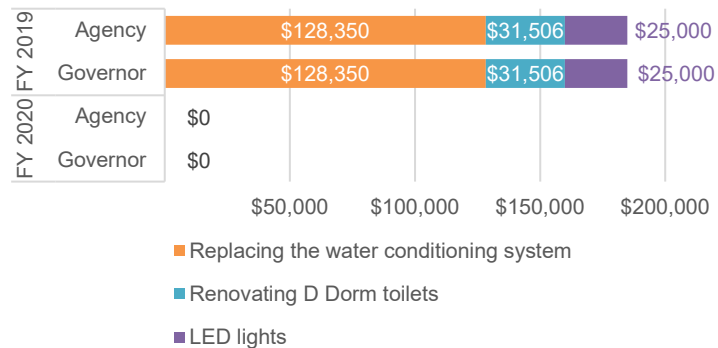 FY 2019
Agency $128,350 $31,506 $25,000
Governor $128,350 $31,506 $25,000
FY 2020
Agency $0
Governor $0
$50,000 $100,000 $150,000 $200,000
Replacing the water conditioning system
Renovating D Dorm toilets
LED lights